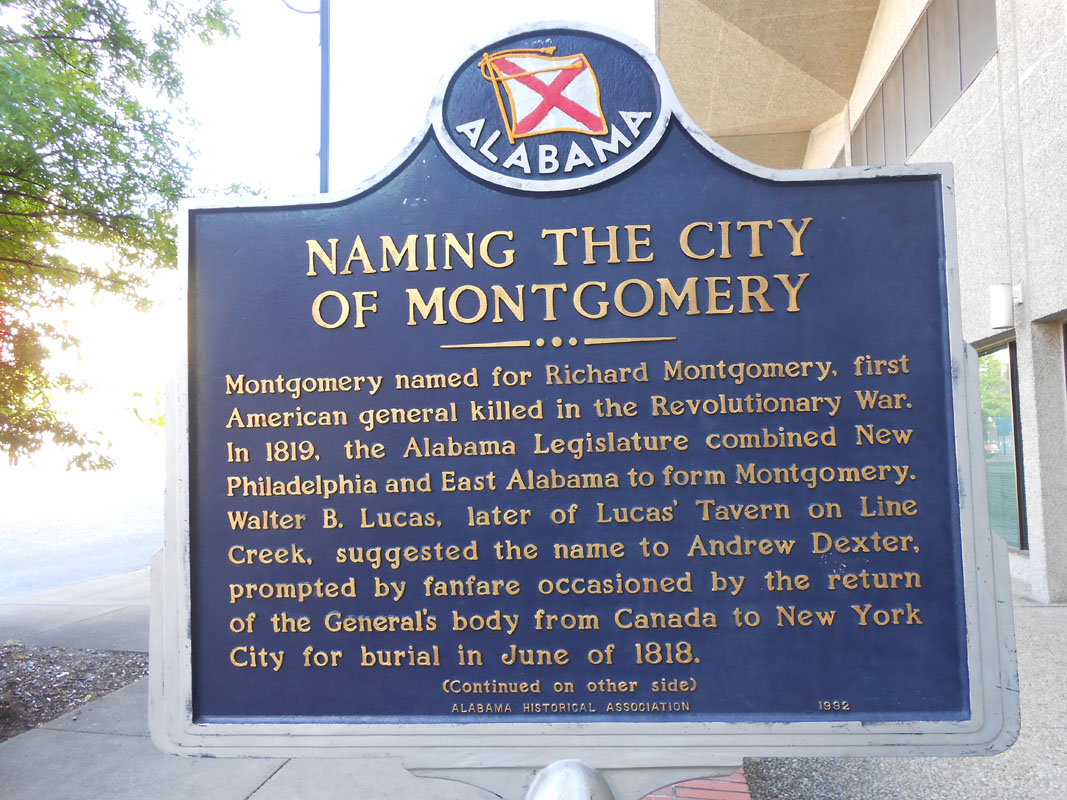 ALABAMA
NAMING THE CITY
OF MONTGOMERY
Montgomery named for Richard Montgomery, first
American general killed in the Revolutionary War.
In 1819, the Alabama Legislature combined New
Philadelphia and East Alabama to form Montgomery.
Walter B. Lucas, later of Lucas' Tavern on Line
Creek, suggested the name to Andrew Dexter,
prompted by fanfare occasioned by the return
of the General's body from Canada to New York
City for burial in June of 1818.
(Continued on other side)
ALABAMA HISTORICAL ASSOCIATION 1992